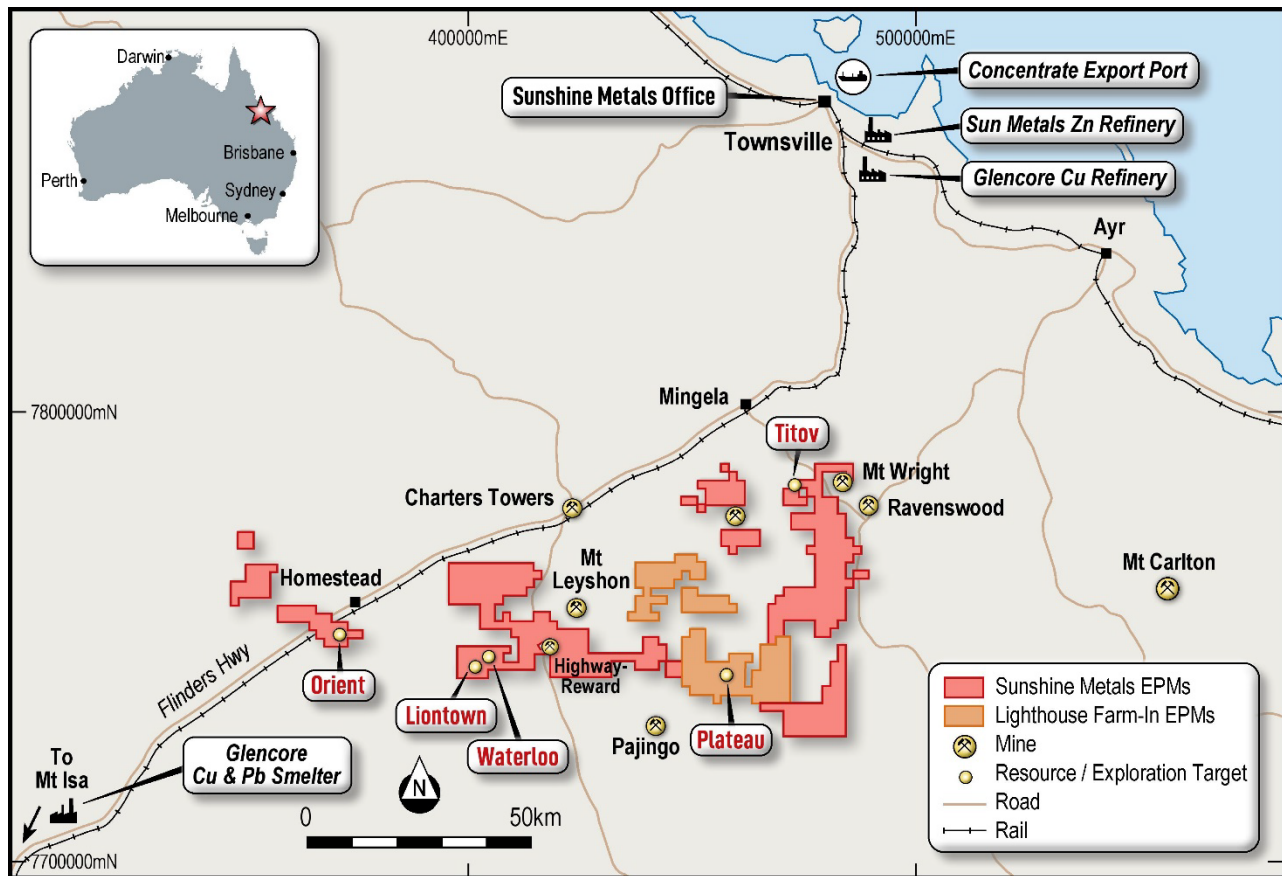 400000mE
500000mE
Darwin
Brisbane
Perth
Sydney
Melbourne
Concentrate Export Port
Sunshine Metals Office
Townsville
Sun Metals Zn Refinery
Glencore Cu Refinery
Ayr
7800000mN
Mingela
Titov
Mt Wright
Charters Towers
Ravenswood
Mt
Leyshon
Mt Carlton
Homestead
Highway-
Reward
Orient
Flinders Hwy
Liontown
Waterloo
Pajingo
Plateau
To
Mt Isa
Glencore
Cu & Pb Smelter
N
0
50km
7700000mN
Sunshine Metals EPMs
Lighthouse Farm-In EPMs
Mine
Resource / Exploration Target
Road
Rail